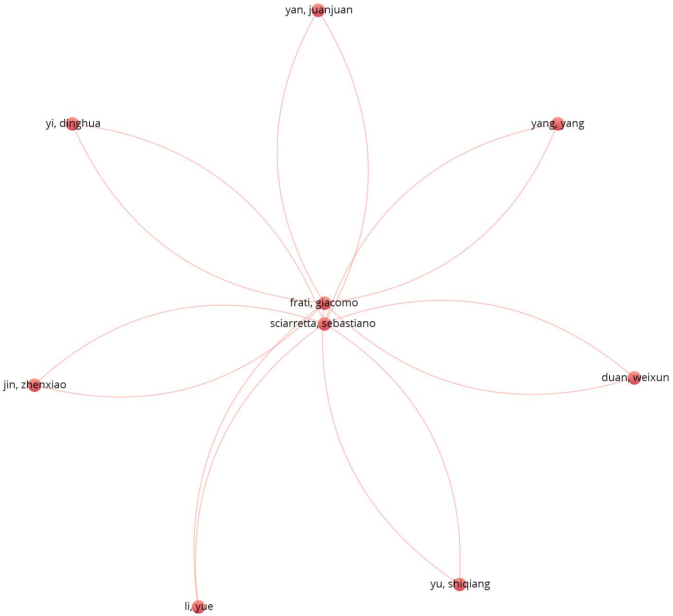 yan, juanjuan
yi, dinghua
yang, yang
frati, giacomo
sciarretta, sebastiano
jin, zhenxiao
duan, weixun
yu, shiqiang
li, yue